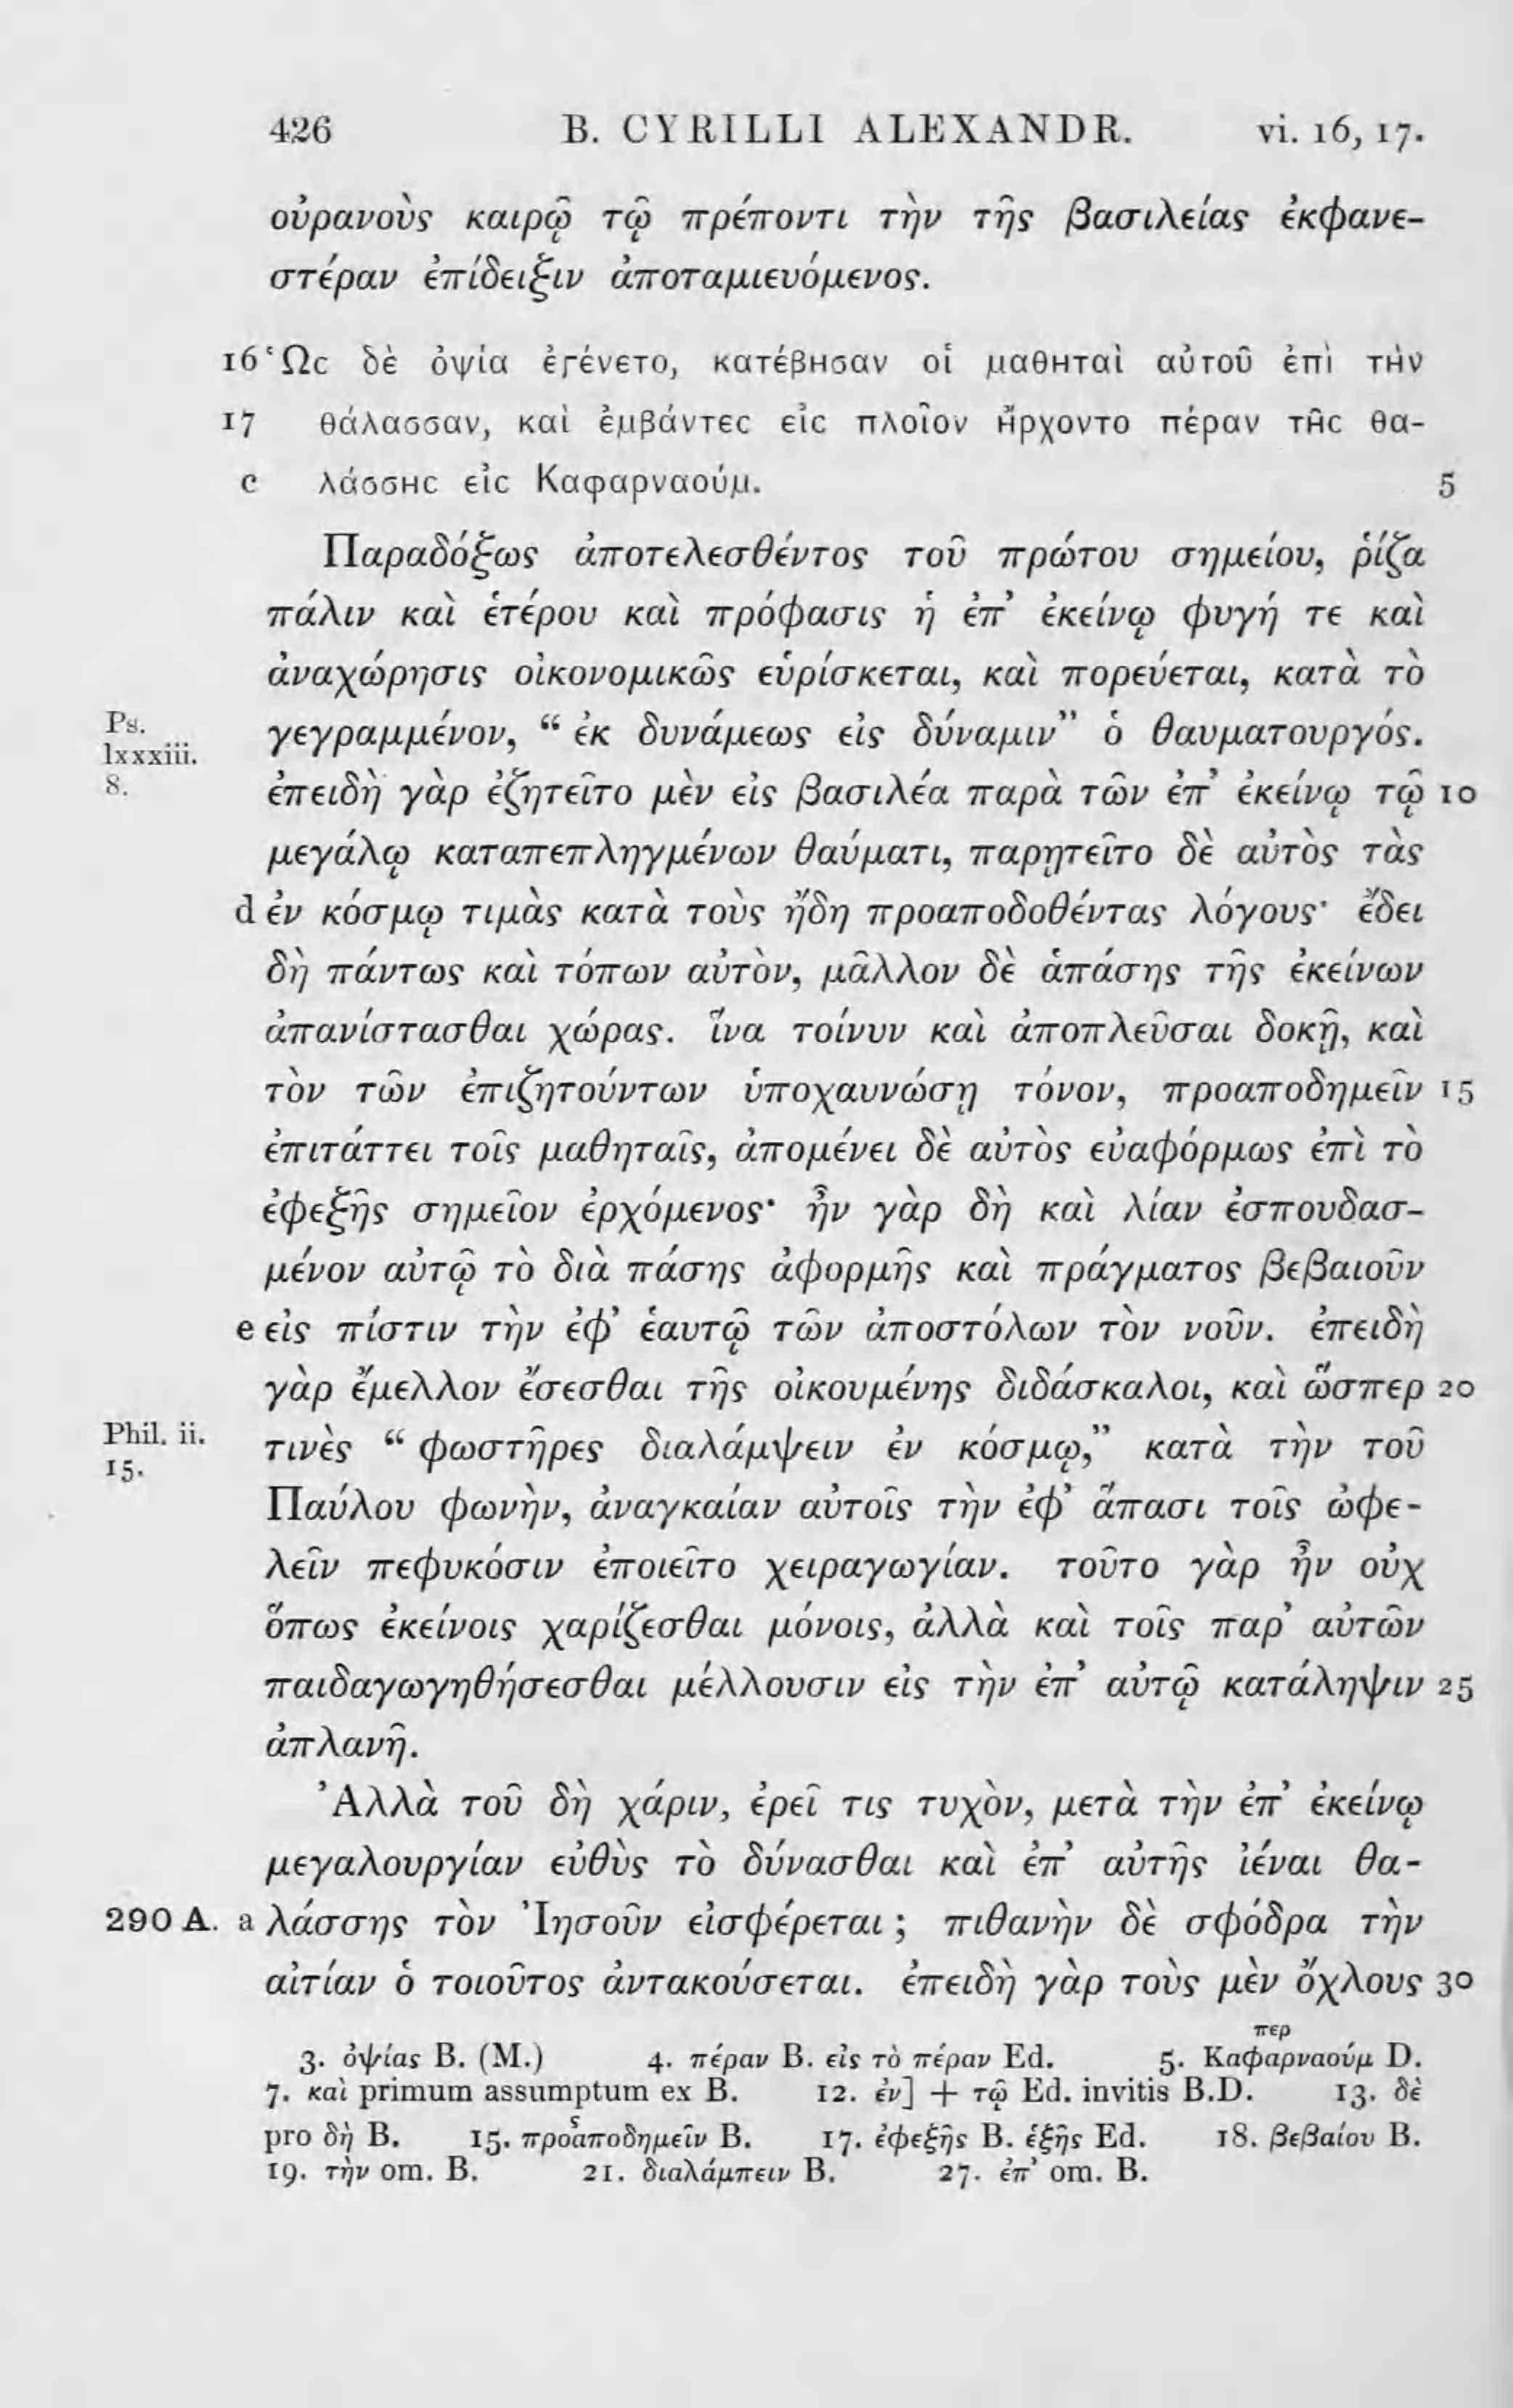 426 B. CYRILLI ALEXANDR. vi. 16, 17.
οὐρανοὺς καιρῷ τῷ πρέποντι τὴν τῆς βασιλείας ἐκφανε-
στέραν ἐπίδειξιν ἀποταμιευόμενος.
16 Ὡς δὲ ὀψία ἐγένετο, κατέβησαν οἱ μαθηταὶ αὐτοῦ ἐπὶ τὴν
17 θάλασσαν, καὶ ἐμβάντες εἰς πλοῖον ἤρχοντο πέραν τῆς θα-
c λάσσης εἰς Καφαρναούμ. 5
Παραδόξως ἀποτελεσθέντος τοῦ πρώτου σημείου, ῥίζα
πάλιν καὶ ἑτέρου καὶ πρόφασις ἡ ἐπ’ ἐκείνῳ φυγή τε καὶ
ἀναχώρησις οἰκονομικῶς εὑρίσκεται, καὶ πορεύεται, κατὰ τὸ
Ps. lxxxiii. 8. γεγραμμένον, “ ἐκ δυνάμεως εἰς δύναμιν” ὁ θαυματουργός.
ἐπειδὴ γὰρ ἐζητεῖτο μὲν εἰς βασιλέα παρὰ τῶν ἐπ’ ἐκείνῳ τῷ 10
μεγάλῳ καταπεπληγμένων θαύματι, παρῃτεῖτο δὲ αὐτὸς τὰς
d ἐν κόσμῳ τιμὰς κατὰ τοὺς ἤδη προαποδοθέντας λόγους· ἔδει
δὴ πάντως καὶ τόπων αὐτὸν, μᾶλλον δὲ ἁπάσης τῆς ἐκείνων
ἀπανίστασθαι χώρας. ἵνα τοίνυν καὶ ἀποπλεῦσαι δοκῇ, καὶ
τὸν τῶν ἐπιζητούντων ὑποχαυνώσῃ τόνον, προαποδημεῖν 15
ἐπιτάττει τοῖς μαθηταῖς, ἀπομένει δὲ αὐτὸς εὐαφόρμως ἐπὶ τὸ
ἐφεξῆς σημεῖον ἐρχόμενος· ἦν γὰρ δὴ καὶ λίαν ἐσπουδασ-
μένον αὐτῷ τὸ διὰ πάσης ἀφορμῆς καὶ πράγματος βεβαιοῦν
e εἰς πίστιν τὴν ἐφ’ ἑαυτῷ τῶν ἀποστόλων τὸν νοῦν. ἐπειδὴ
γὰρ ἔμελλον ἔσεσθαι τῆς οἰκουμένης διδάσκαλοι, καὶ ὥσπερ 20
Phil. ii. 15. τινὲς “ φωστῆρες διαλάμψειν ἐν κόσμῳ,” κατὰ τὴν τοῦ
Παύλου φωνὴν, ἀναγκαίαν αὐτοῖς τὴν ἐφ’ ἅπασι τοῖς ὠφε-
λεῖν πεφυκόσιν ἐποιεῖτο χειραγωγίαν. τοῦτο γὰρ ἦν οὐχ
ὅπως ἐκείνοις χαρίζεσθαι μόνοις, ἀλλὰ καὶ τοῖς παρ’ αὐτῶν
παιδαγωγηθήσεσθαι μέλλουσιν εἰς τὴν ἐπ’ αὐτῷ κατάληψιν 25
ἀπλανῆ.
Ἀλλὰ τοῦ δὴ χάριν, ἐρεῖ τις τυχὸν, μετὰ τὴν ἐπ’ ἐκείνῳ
μεγαλουργίαν εὐθὺς τὸ δύνασθαι καὶ ἐπ’ αὐτῆς ἰέναι θα-
290 A. a λάσσης τὸν Ἰησοῦν εἰσφέρεται ; πιθανὴν δὲ σφόδρα τὴν
αἰτίαν ὁ τοιοῦτος ἀντακούσεται. ἐπειδὴ γὰρ τοὺς μὲν ὄχλους 30
περ
3. ὀψίας B. (M.) 4. πέραν B. εἰς τὸ πέραν Ed. 5. Καφαρναούμ D.
7. καὶ primum assumptum ex B. 12. ἐν] + τῷ Ed. invitis B.D. 13. δὲ
pro δὴ B. 15. προςαποδημεῖν B. 17. ἐφεξῆς B. ἑξῆς Ed. 18. βεβαίου B.
19. τὴν om. B. 21. διαλάμπειν B. 27. ἐπ’ om. B.